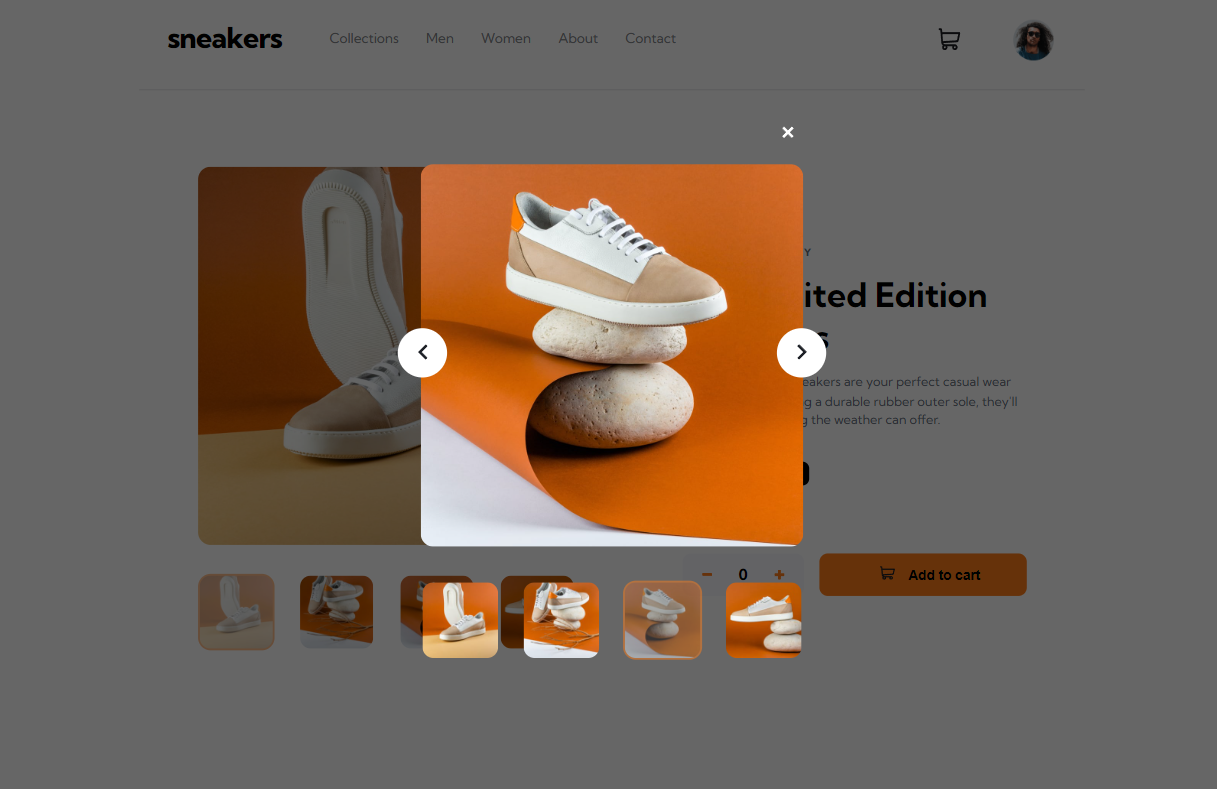 sneakers
Collections
Men
Women
About
Contact
Y
ited Edition
s
eakers are your perfect casual wear
g a durable rubber outer sole, they'll
g the weather can offer.
0
Add to cart